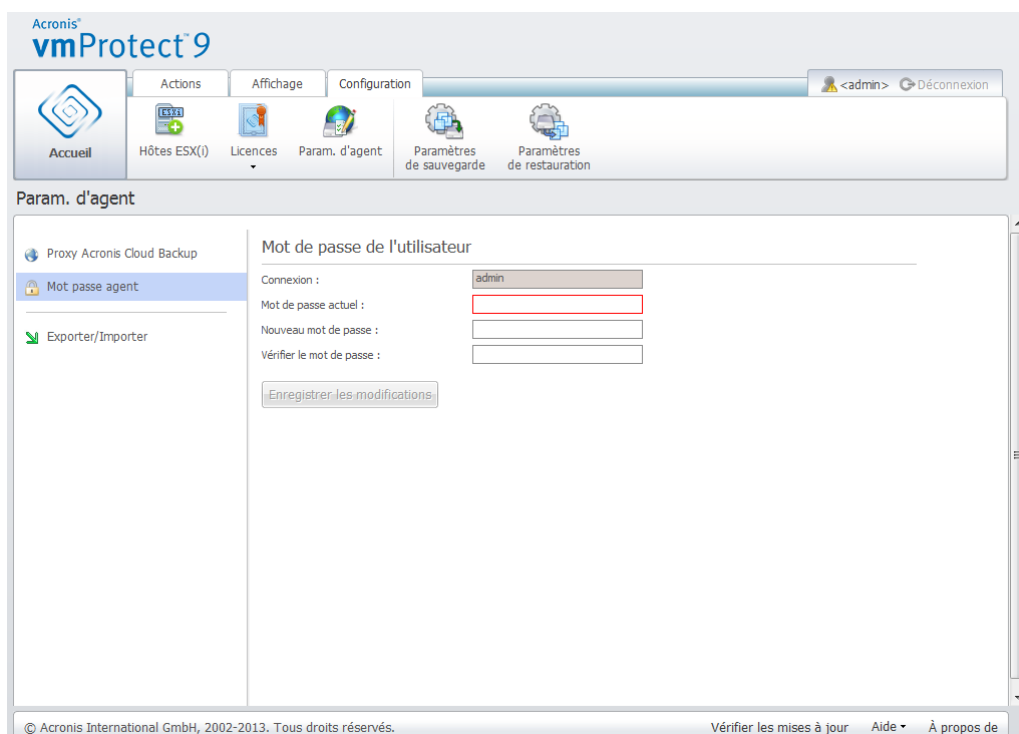 Acronis®
vmProtect™ 9
Actions
Affichage
Configuration
<admin>
Déconnexion
Accueil
Hôtes ESX(i)
Licences
Param. d'agent
Paramètres
de sauvegarde
Paramètres
de restauration
Param. d'agent
Proxy Acronis Cloud Backup
Mot passe agent
Exporter/Importer
Mot de passe de l'utilisateur
Connexion :
admin
Mot de passe actuel :
Nouveau mot de passe :
Vérifier le mot de passe :
Enregistrer les modifications
© Acronis International GmbH, 2002-2013. Tous droits réservés.
Vérifier les mises à jour
Aide
À propos de